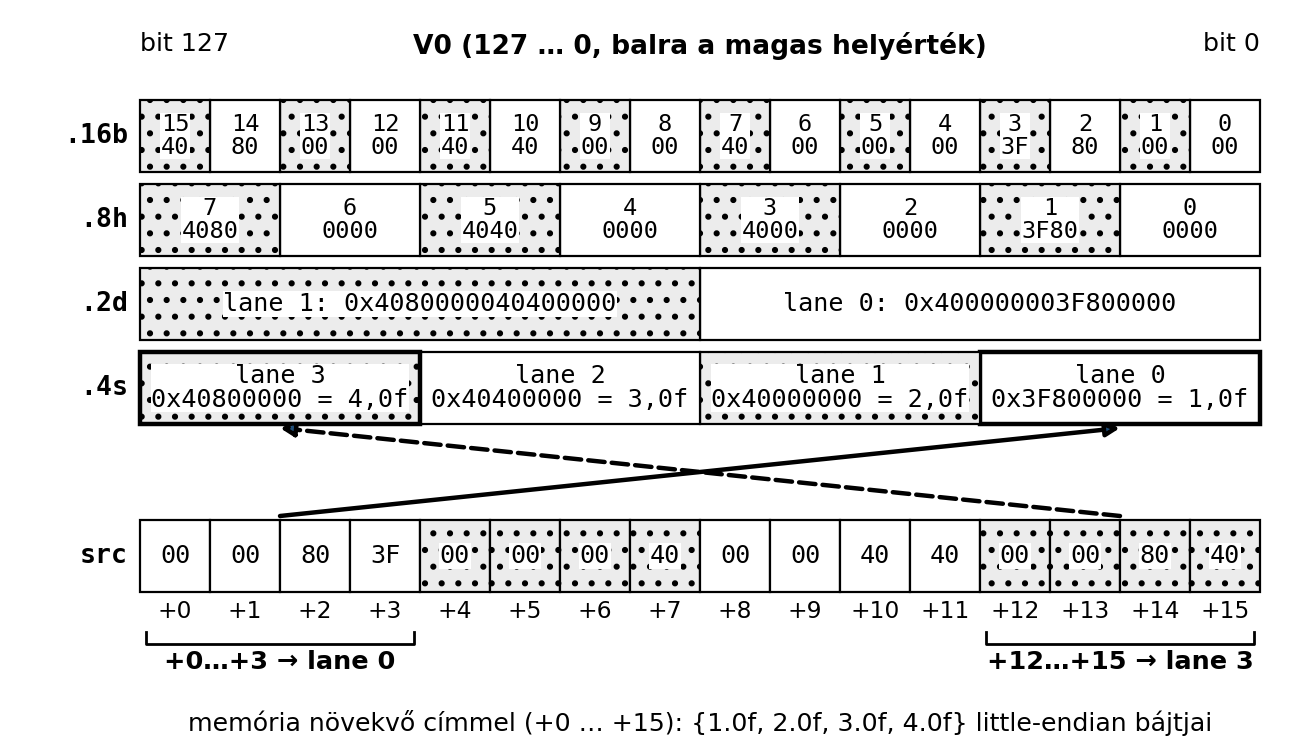 bit 127 V0 (127 … 0, balra a magas helyérték) bit 0
.16b 15 14 13 12 11 10 9 8 7 6 5 4 3 2 1 0
40 80 00 00 40 40 00 00 40 00 00 00 3F 80 00 00
.8h 7 6 5 4 3 2 1 0
4080 0000 4040 0000 4000 0000 3F80 0000
.2d lane 1: 0x4080000040400000 lane 0: 0x400000003F800000
.4s lane 3 lane 2 lane 1 lane 0
0x40800000 = 4,0f 0x40400000 = 3,0f 0x40000000 = 2,0f 0x3F800000 = 1,0f
src 00 00 80 3F 00 00 00 40 00 00 40 40 00 00 80 40
+0 +1 +2 +3 +4 +5 +6 +7 +8 +9 +10 +11 +12 +13 +14 +15
+0…+3 → lane 0 +12…+15 → lane 3
memória növekvő címmel (+0 … +15): {1.0f, 2.0f, 3.0f, 4.0f} little-endian bájtjai